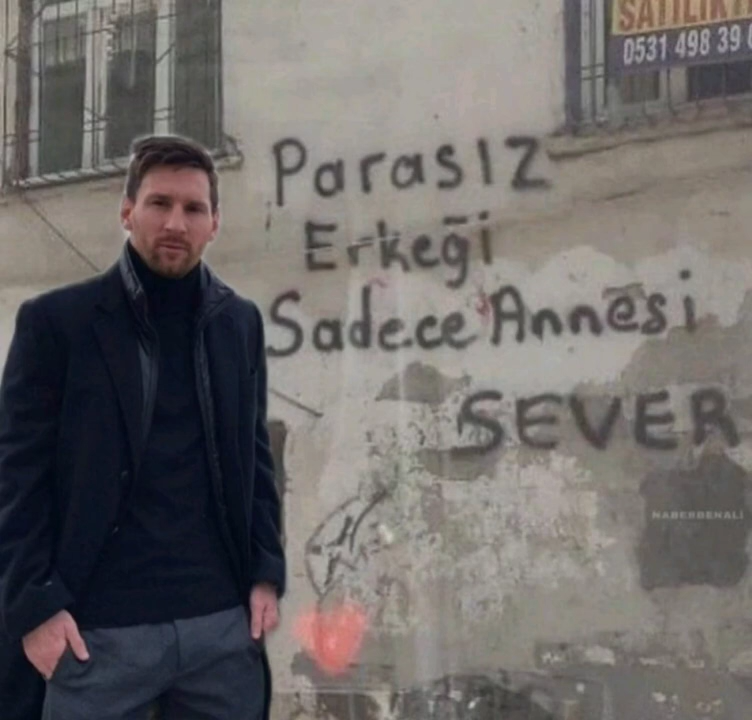 SATILIK
0531 498 39
Parasız
Erkeği
Sadece Annesi
SEVER
HABERBENALİ